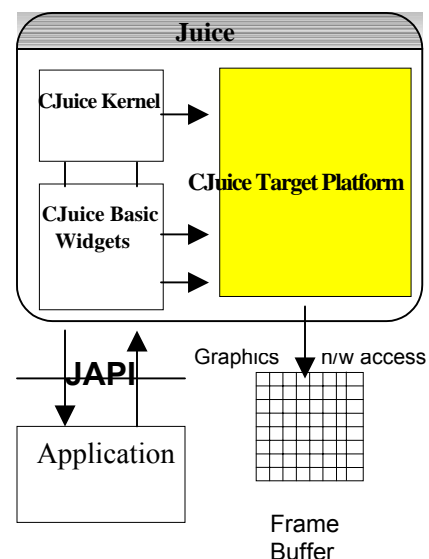 Juice
CJuice Kernel
CJuice Target Platform
CJuice Basic
Widgets
Graphics n/w access
JAPI
Application
Frame
Buffer